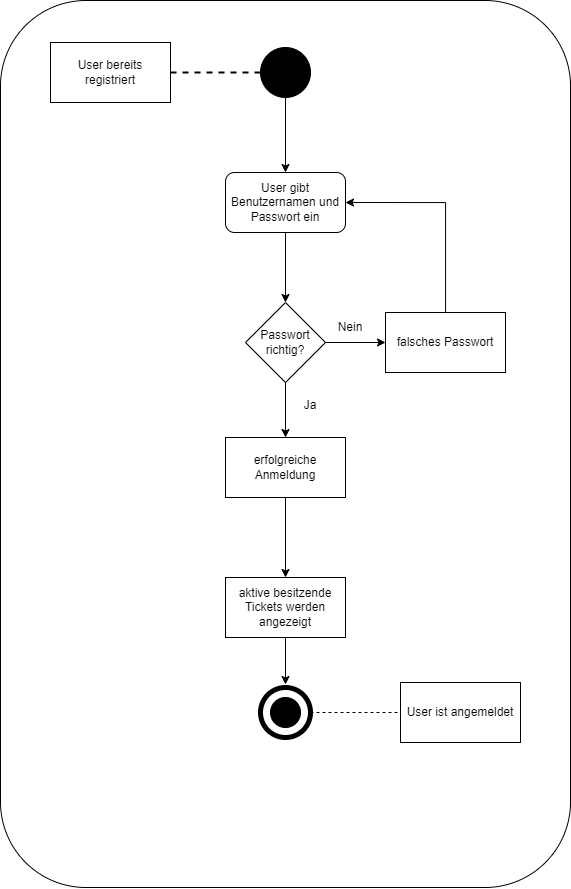 User bereits
registriert
User gibt
Benutzernamen und
Passwort ein
Passwort
richtig?
Nein
falsches Passwort
Ja
erfolgreiche
Anmeldung
aktive besitzende
Tickets werden
angezeigt
User ist angemeldet